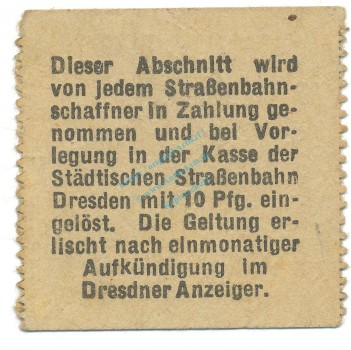 Dieser Abschnitt wird
von jedem Straßenbahn-
schaffner in Zahlung ge-
nommen und bei Vor-
legung in der Kasse der
Städtischen Straßenbahn
Dresden mit 10 Pfg. ein-
gelöst. Die Geltung er-
lischt nach einmonatiger
Aufkündigung im
Dresdner Anzeiger.